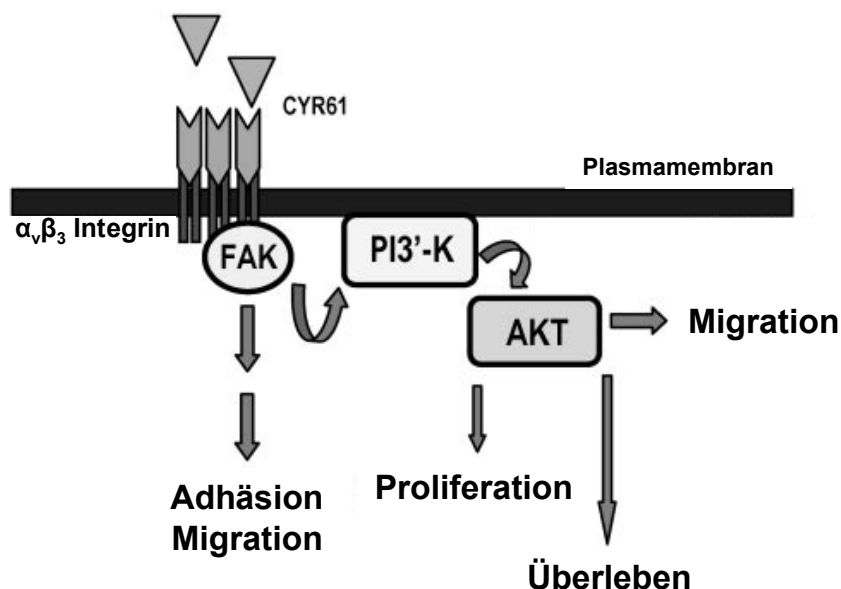 CYR61
Plasmamembran
αvβ3 Integrin
FAK
PI3'-K
AKT
Migration
Adhäsion
Migration
Proliferation
Überleben